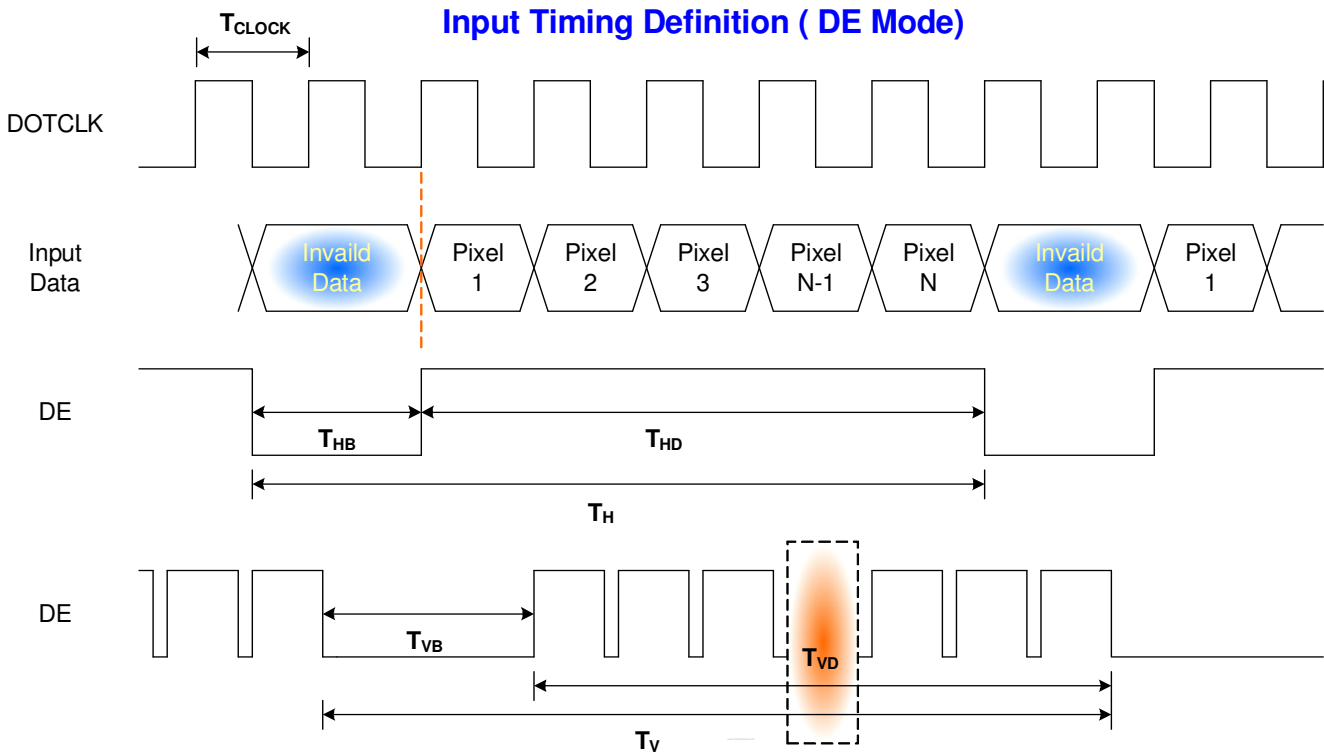 Input Timing Definition ( DE Mode)
TCLOCK
DOTCLK
Input
Data
Invaild
Data
Pixel
1
Pixel
2
Pixel
3
Pixel
N-1
Pixel
N
Invaild
Data
Pixel
1
DE
THB
THD
TH
DE
TVB
TVD
TV